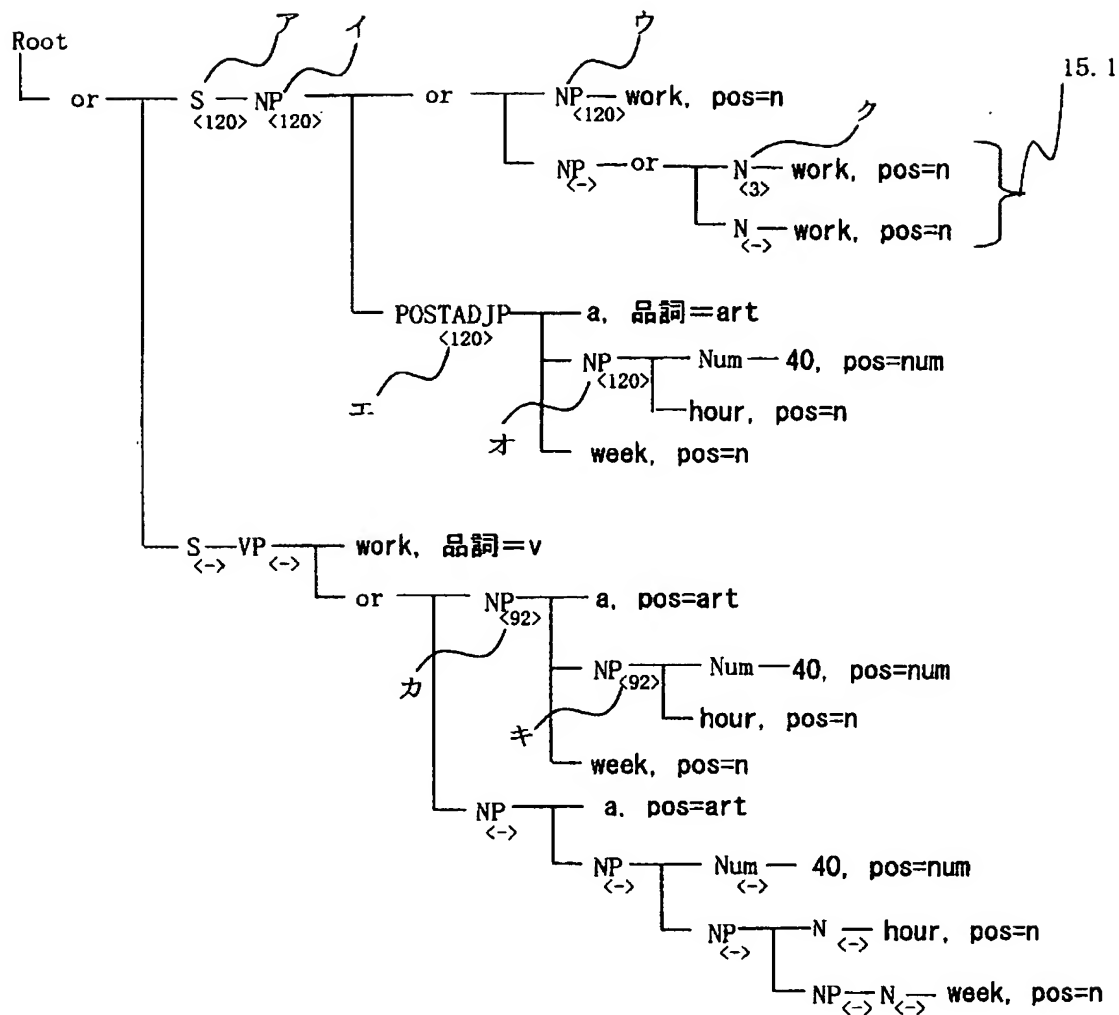 ア イ ウ
Root 15.1
or S NP or NP work, pos=n
<120> <120> <120> ク
NP or N work, pos=n
<-> <3>
N work, pos=n
<->
POSTADJP a, 品詞=art
<120>
NP Num 40, pos=num
<120>
エ hour, pos=n
オ week, pos=n
S VP work, 品詞=v
<-> <->
or NP a, pos=art
<92>
NP Num 40, pos=num
カ <92>
キ hour, pos=n
week, pos=n
NP a. pos=art
<->
NP Num 40, pos=num
<-> <->
NP N hour, pos=n
<-> <->
NP N week, pos=n
<-> <->